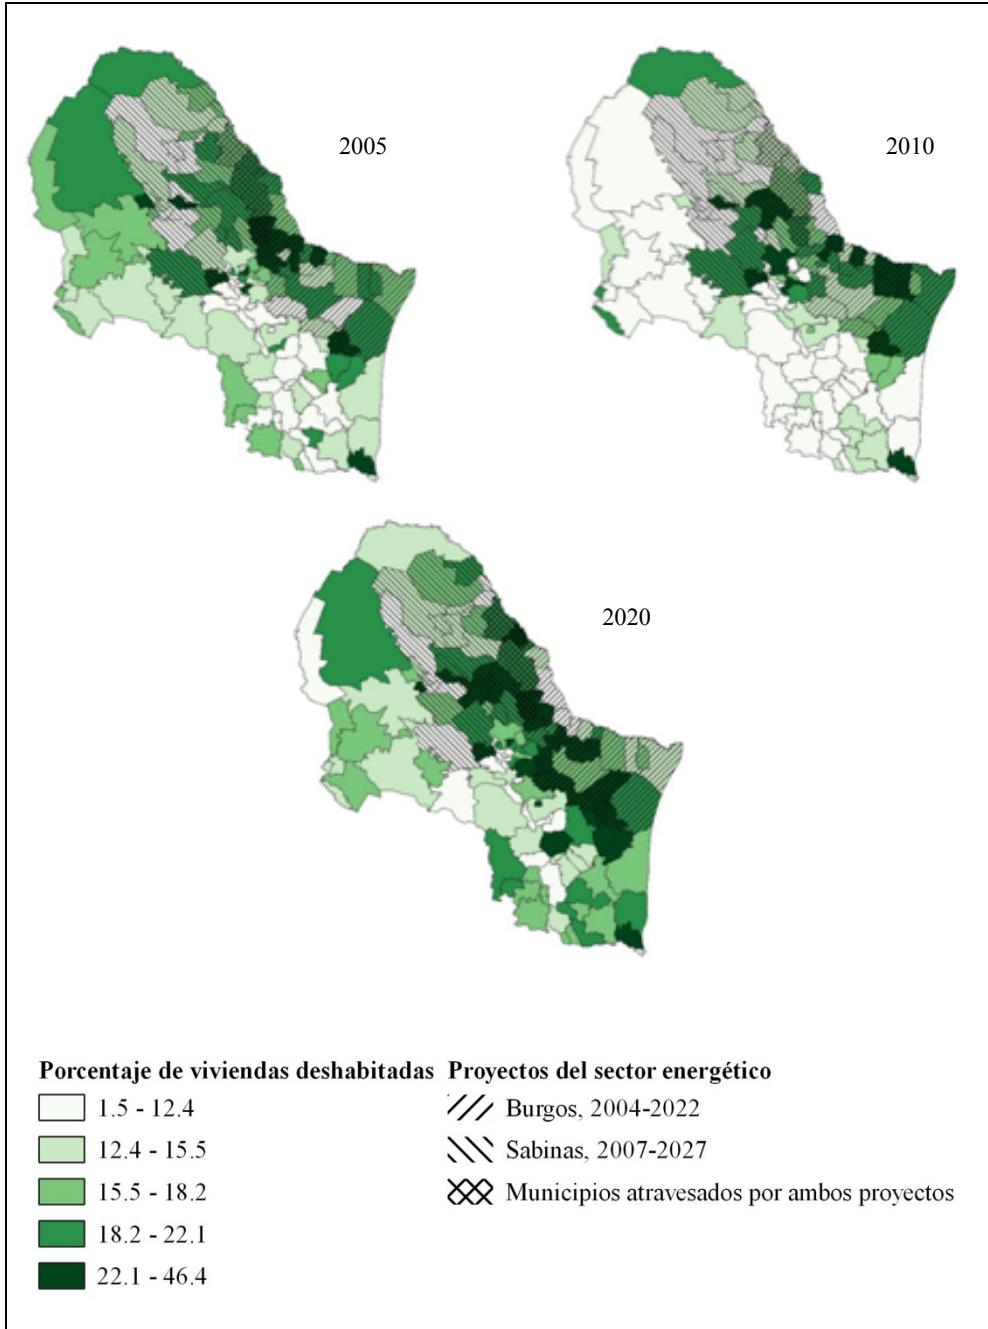 2005
2010
2020
Porcentaje de viviendas deshabitadas
1.5 - 12.4
12.4 - 15.5
15.5 - 18.2
18.2 - 22.1
22.1 - 46.4
Proyectos del sector energético
Burgos, 2004-2022
Sabinas, 2007-2027
Municipios atravesados por ambos proyectos